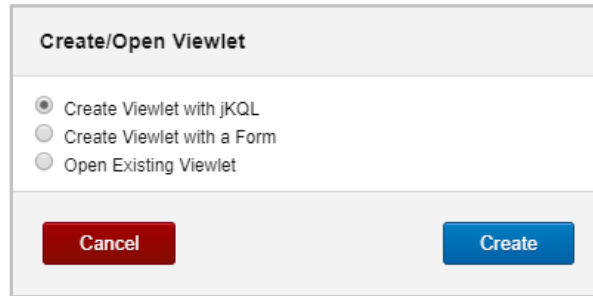 Create/Open Viewlet
Create Viewlet with jKQL
Create Viewlet with a Form
Open Existing Viewlet
Cancel
Create